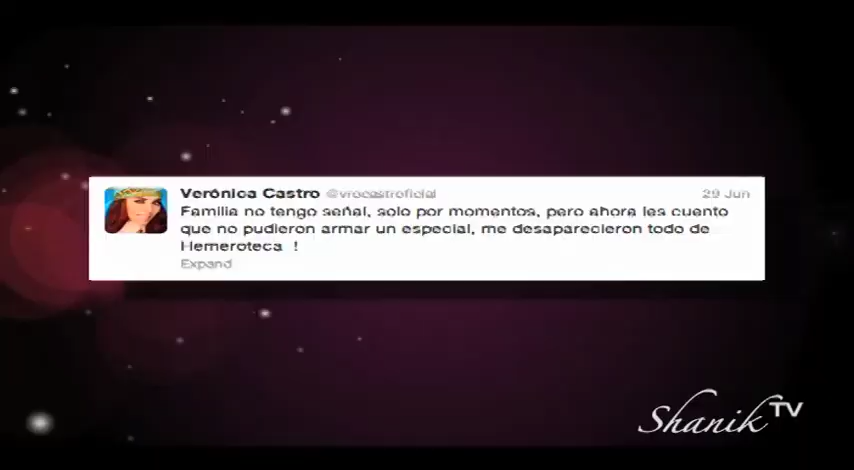 Verónica Castro @vrocastroficial 29 Jun
Familia no tengo señal, solo por momentos, pero ahora les cuento
que no pudieron armar un especial, me desaparecieron todo de
Hemeroteca !
Expand
Shanik TV